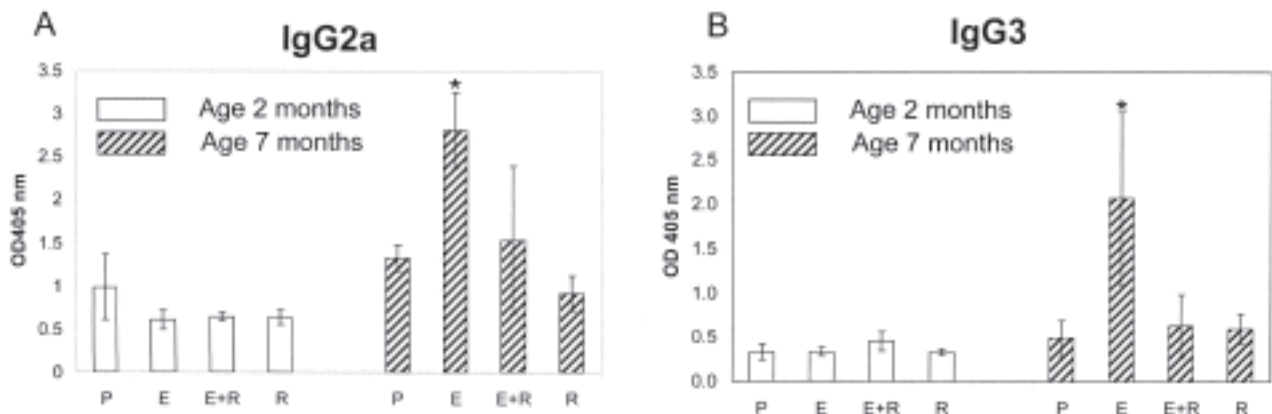 A
IgG2a
3.5
3
2.5
2
1.5
1
0.5
0
OD405 nm
Age 2 months
Age 7 months
*
P E E+R R P E E+R R
B
IgG3
3.5
3.0
2.5
2.0
1.5
1.0
0.5
0.0
OD 405 nm
Age 2 months
Age 7 months
*
P E E+R R P E E+R R